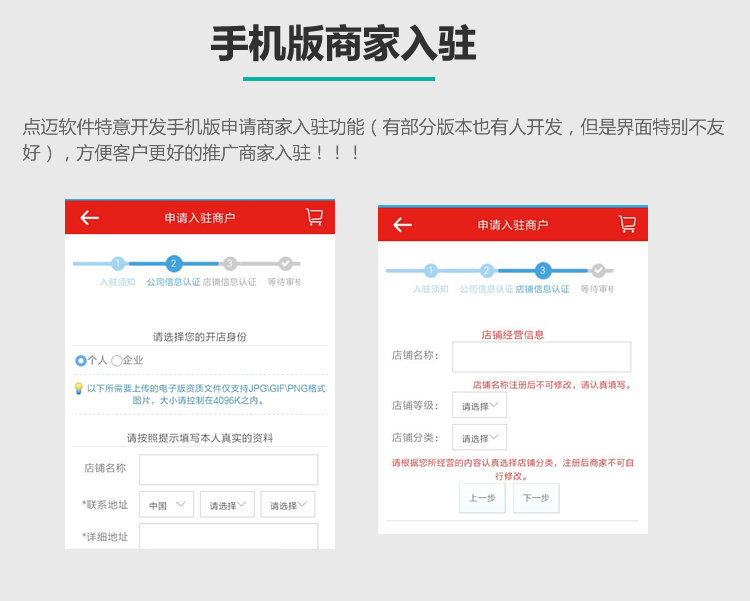 手机版商家入驻
点迈软件特意开发手机版申请商家入驻功能（有部分版本也有人开发，但是界面特别不友
好），方便客户更好的推广商家入驻！！！
申请入驻商户
1 2 3
入驻须知 公司信息认证 店铺信息认证 等待审核
请选择您的开店身份
个人 企业
以下所需要上传的电子版资质文件仅支持JPG\GIF\PNG格式
图片，大小请控制在4096K之内。
请按照提示填写本人真实的资料
店铺名称
*联系地址 中国 请选择 请选择
*详细地址
申请入驻商户
1 2 3
入驻须知 公司信息认证 店铺信息认证 等待审核
店铺经营信息
店铺名称：
店铺名称注册后不可修改，请认真填写。
店铺等级： 请选择
店铺分类： 请选择
请根据您所经营的内容认真选择店铺分类，注册后商家不可自
行修改。
上一步 下一步